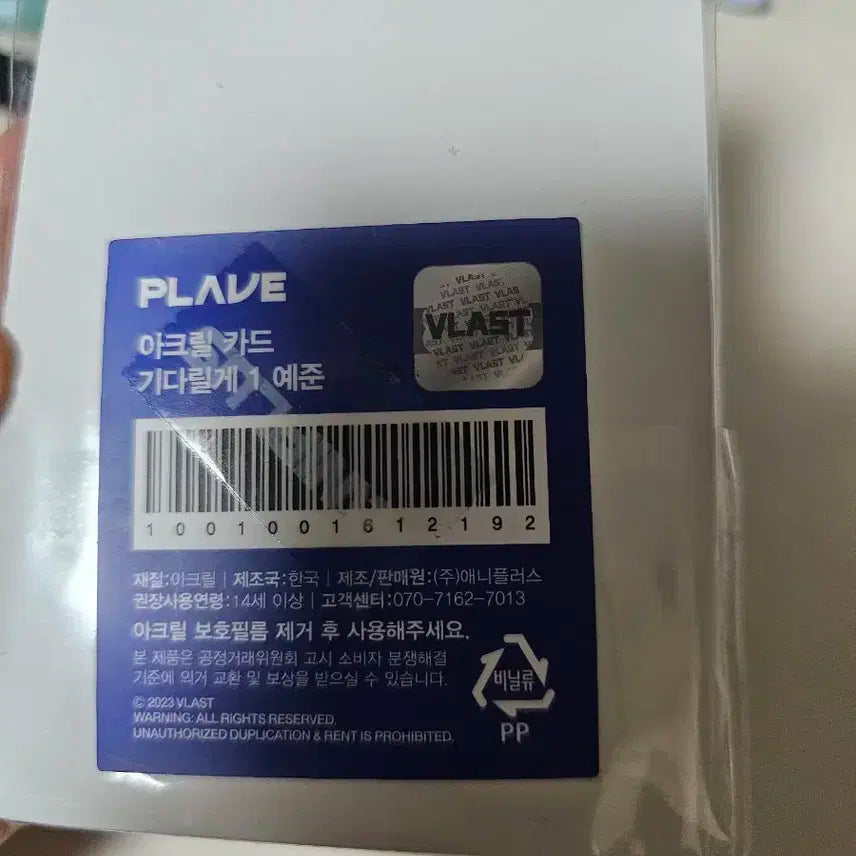 PLAVE
아크릴 카드
기다릴게 1 예준
VLAST
1001001612192
재질:아크릴 | 제조국:한국 | 제조/판매원:(주)애니플러스
권장사용연령:14세 이상 | 고객센터:070-7162-7013
아크릴 보호필름 제거 후 사용해주세요.
본 제품은 공정거래위원회 고시 소비자 분쟁해결
기준에 의거 교환 및 보상을 받으실 수 있습니다.
비닐류
PP
© 2023 VLAST
WARNING: ALL RIGHTS RESERVED.
UNAUTHORIZED DUPLICATION & RENT IS PROHIBITED.